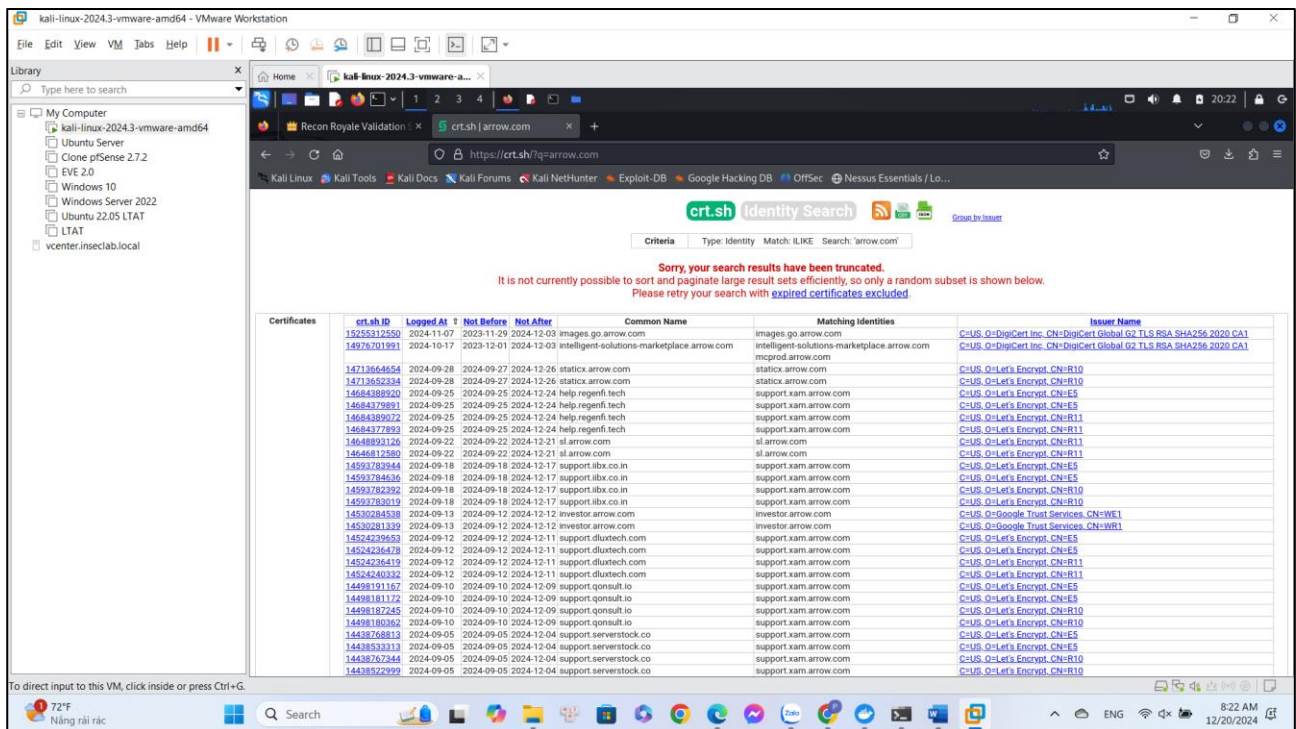 kali-linux-2024.3-vmware-amd64 - VMware Workstation
File Edit View VM Tabs Help
Library X
Type here to search
My Computer
kali-linux-2024.3-vmware-amd64
Ubuntu Server
Clone pfSense 2.7.2
EVE 2.0
Windows 10
Windows Server 2022
Ubuntu 22.05 LTAT
LTAT
vcenter.inseclab.local
Home kali-linux-2024.3-vmware-a...
1 2 3 4 20:22
Recon Royale Validation crt.sh | arrow.com
https://crt.sh/?q=arrow.com
Kali Linux Kali Tools Kali Docs Kali Forums Kali NetHunter Exploit-DB Google Hacking DB OffSec Nessus Essentials / Lo...
crt.sh Identity Search Group by Issuer
Criteria Type: Identity Match: ILIKE Search: 'arrow.com'
Sorry, your search results have been truncated.
It is not currently possible to sort and paginate large result sets efficiently, so only a random subset is shown below.
Please retry your search with expired certificates excluded.
Certificates crt.sh ID Logged At ⇧ Not Before Not After Common Name Matching Identities Issuer Name
15255312550 2024-11-07 2023-11-29 2024-12-03 images.go.arrow.com images.go.arrow.com C=US, O=DigiCert Inc, CN=DigiCert Global G2 TLS RSA SHA256 2020 CA1
14976701991 2024-10-17 2023-12-01 2024-12-03 intelligent-solutions-marketplace.arrow.com intelligent-solutions-marketplace.arrow.com C=US, O=DigiCert Inc, CN=DigiCert Global G2 TLS RSA SHA256 2020 CA1
mcprod.arrow.com
14713664654 2024-09-28 2024-09-27 2024-12-26 staticx.arrow.com staticx.arrow.com C=US, O=Let's Encrypt, CN=R10
14713652334 2024-09-28 2024-09-27 2024-12-26 staticx.arrow.com staticx.arrow.com C=US, O=Let's Encrypt, CN=R10
14684388920 2024-09-25 2024-09-25 2024-12-24 help.regenfi.tech support.xam.arrow.com C=US, O=Let's Encrypt, CN=E5
14684379891 2024-09-25 2024-09-25 2024-12-24 help.regenfi.tech support.xam.arrow.com C=US, O=Let's Encrypt, CN=E5
14684389072 2024-09-25 2024-09-25 2024-12-24 help.regenfi.tech support.xam.arrow.com C=US, O=Let's Encrypt, CN=R11
14684377893 2024-09-25 2024-09-25 2024-12-24 help.regenfi.tech support.xam.arrow.com C=US, O=Let's Encrypt, CN=R11
14648893126 2024-09-22 2024-09-22 2024-12-21 sl.arrow.com sl.arrow.com C=US, O=Let's Encrypt, CN=R11
14646812580 2024-09-22 2024-09-22 2024-12-21 sl.arrow.com sl.arrow.com C=US, O=Let's Encrypt, CN=R11
14593783944 2024-09-18 2024-09-18 2024-12-17 support.iibx.co.in support.xam.arrow.com C=US, O=Let's Encrypt, CN=E5
14593784636 2024-09-18 2024-09-18 2024-12-17 support.iibx.co.in support.xam.arrow.com C=US, O=Let's Encrypt, CN=E5
14593782392 2024-09-18 2024-09-18 2024-12-17 support.iibx.co.in support.xam.arrow.com C=US, O=Let's Encrypt, CN=R10
14593783019 2024-09-18 2024-09-18 2024-12-17 support.iibx.co.in support.xam.arrow.com C=US, O=Let's Encrypt, CN=R10
14530284538 2024-09-13 2024-09-12 2024-12-12 investor.arrow.com investor.arrow.com C=US, O=Google Trust Services, CN=WE1
14530281339 2024-09-13 2024-09-12 2024-12-12 investor.arrow.com investor.arrow.com C=US, O=Google Trust Services, CN=WR1
14524239653 2024-09-12 2024-09-12 2024-12-11 support.dluxtech.com support.xam.arrow.com C=US, O=Let's Encrypt, CN=E5
14524236478 2024-09-12 2024-09-12 2024-12-11 support.dluxtech.com support.xam.arrow.com C=US, O=Let's Encrypt, CN=E5
14524236419 2024-09-12 2024-09-12 2024-12-11 support.dluxtech.com support.xam.arrow.com C=US, O=Let's Encrypt, CN=R11
14524240332 2024-09-12 2024-09-12 2024-12-11 support.dluxtech.com support.xam.arrow.com C=US, O=Let's Encrypt, CN=R11
14498191167 2024-09-10 2024-09-10 2024-12-09 support.qonsult.io support.xam.arrow.com C=US, O=Let's Encrypt, CN=E5
14498181172 2024-09-10 2024-09-10 2024-12-09 support.qonsult.io support.xam.arrow.com C=US, O=Let's Encrypt, CN=E5
14498187245 2024-09-10 2024-09-10 2024-12-09 support.qonsult.io support.xam.arrow.com C=US, O=Let's Encrypt, CN=R10
14498180362 2024-09-10 2024-09-10 2024-12-09 support.qonsult.io support.xam.arrow.com C=US, O=Let's Encrypt, CN=R10
14438768813 2024-09-05 2024-09-05 2024-12-04 support.serverstock.co support.xam.arrow.com C=US, O=Let's Encrypt, CN=E5
14438533313 2024-09-05 2024-09-05 2024-12-04 support.serverstock.co support.xam.arrow.com C=US, O=Let's Encrypt, CN=E5
14438767344 2024-09-05 2024-09-05 2024-12-04 support.serverstock.co support.xam.arrow.com C=US, O=Let's Encrypt, CN=R10
14438522999 2024-09-05 2024-09-05 2024-12-04 support.serverstock.co support.xam.arrow.com C=US, O=Let's Encrypt, CN=R10
To direct input to this VM, click inside or press Ctrl+G.
72°F
Nắng rải rác
Search
ENG
8:22 AM
12/20/2024